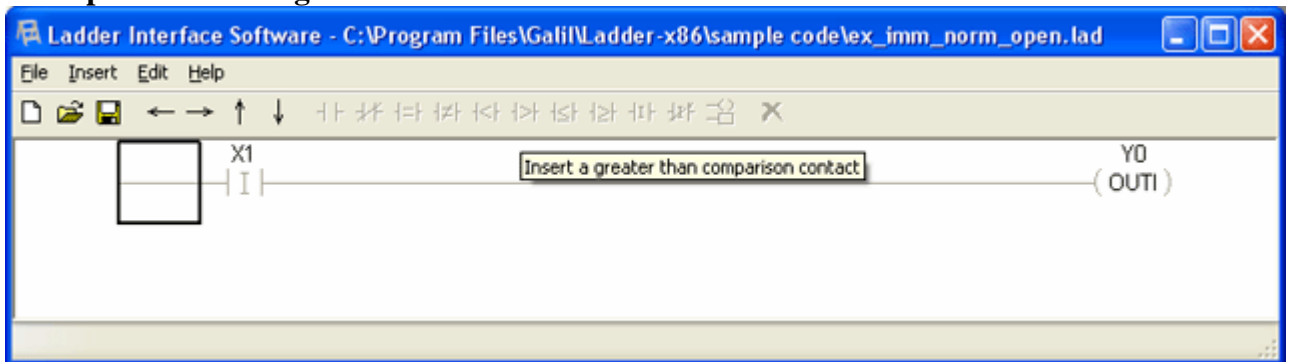 Ladder Interface Software - C:\Program Files\Galil\Ladder-x86\sample code\ex_imm_norm_open.lad
File Insert Edit Help
X1
Insert a greater than comparison contact
Y0
I
OUTI